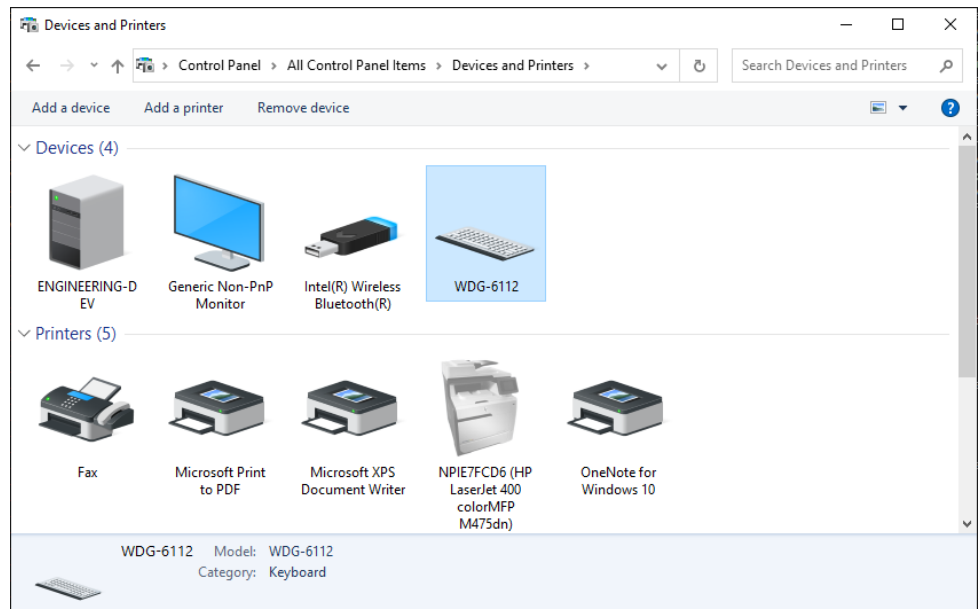 Devices and Printers
Control Panel > All Control Panel Items > Devices and Printers >
Search Devices and Printers
Add a device Add a printer Remove device
?
Devices (4)
ENGINEERING-D
EV
Generic Non-PnP
Monitor
Intel(R) Wireless
Bluetooth(R)
WDG-6112
Printers (5)
Fax
Microsoft Print
to PDF
Microsoft XPS
Document Writer
NPIE7FCD6 (HP
LaserJet 400
colorMFP
M475dn)
OneNote for
Windows 10
WDG-6112 Model: WDG-6112
Category: Keyboard